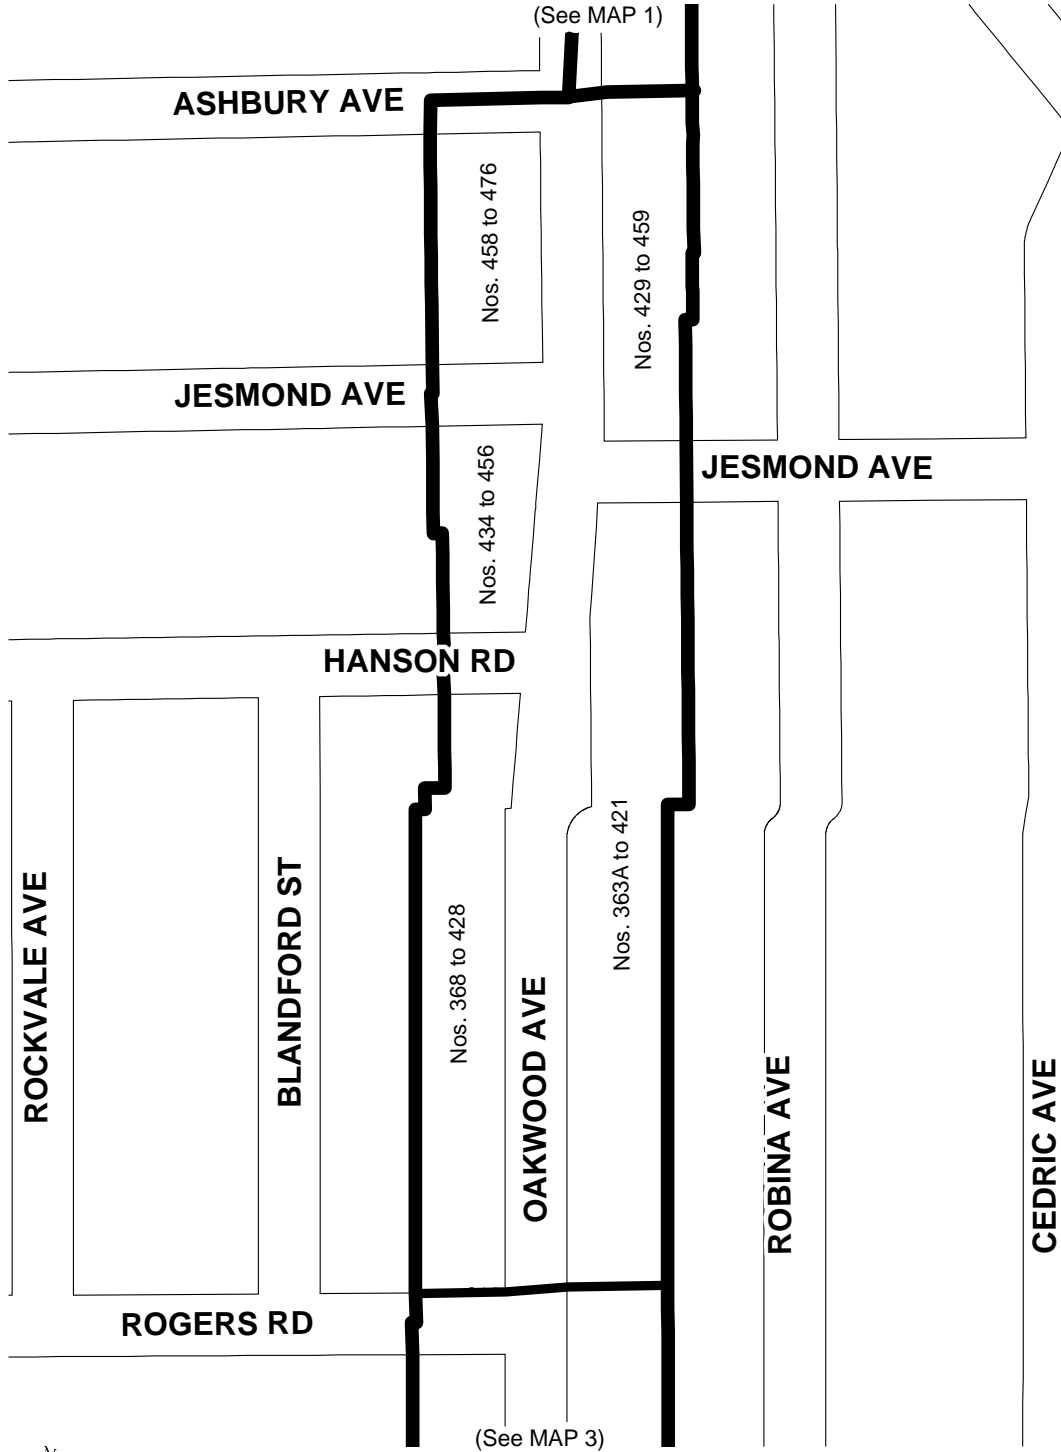 (See MAP 1)
ASHBURY AVE
Nos. 458 to 476
Nos. 429 to 459
JESMOND AVE
JESMOND AVE
Nos. 434 to 456
HANSON RD
Nos. 363A to 421
ROCKVALE AVE
BLANDFORD ST
Nos. 368 to 428
OAKWOOD AVE
ROBINA AVE
CEDRIC AVE
ROGERS RD
(See MAP 3)